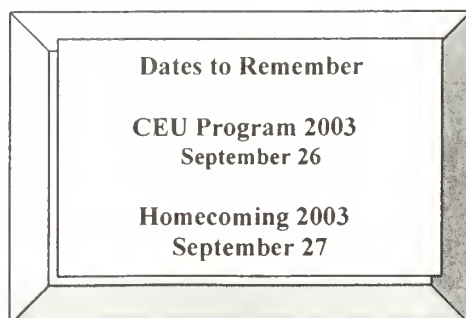 Dates to Remember
CEU Program 2003
September 26
Homecoming 2003
September 27